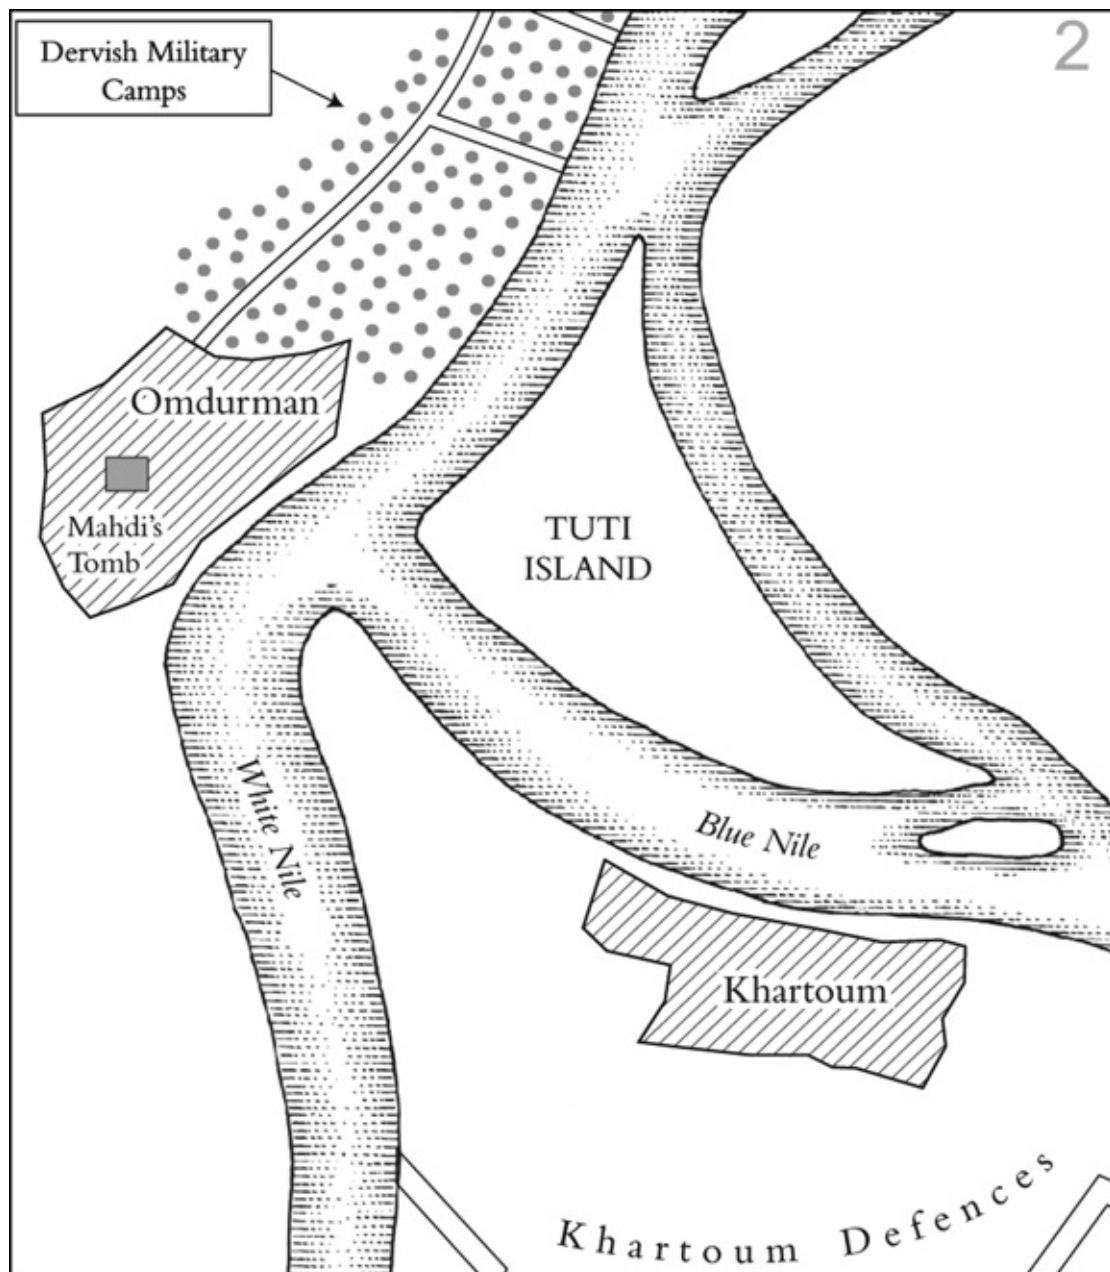 Dervish Military
Camps
2
Omdurman
Mahdi's
Tomb
TUTI
ISLAND
White Nile
Blue Nile
Khartoum
Khartoum Defences